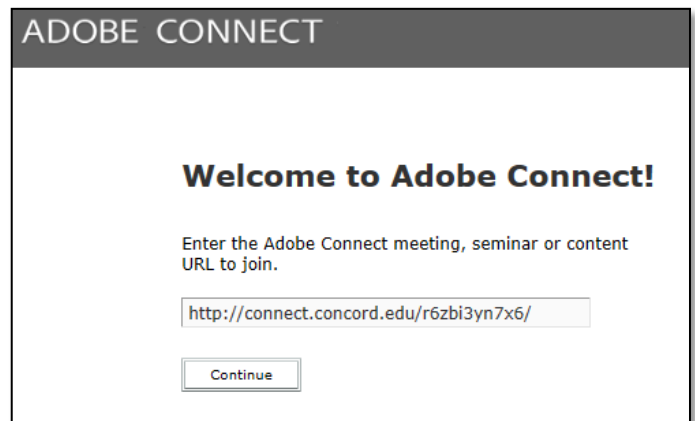 ADOBE CONNECT
Welcome to Adobe Connect!
Enter the Adobe Connect meeting, seminar or content
URL to join.
http://connect.concord.edu/r6zbi3yn7x6/
Continue